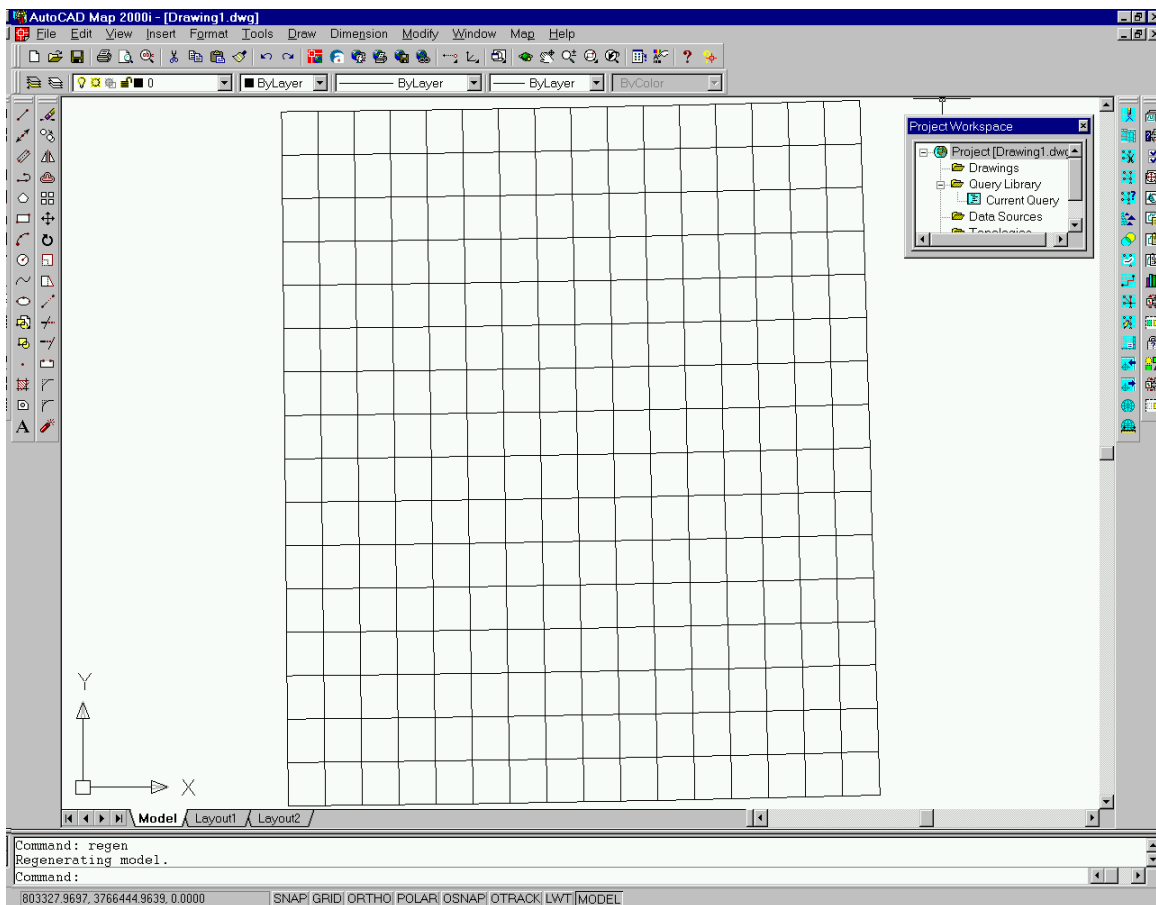 AutoCAD Map 2000i - [Drawing1.dwg]
File Edit View Insert Format Tools Draw Dimension Modify Window Map Help
0 ByLayer ByLayer ByLayer ByColor
Project Workspace
Project [Drawing1.dwg
Drawings
Query Library
Current Query
Data Sources
Topologies
A
Y
X
Model Layout1 Layout2
Command: regen
Regenerating model.
Command:
803327.9697, 3766444.9639, 0.0000 SNAP GRID ORTHO POLAR OSNAP OTRACK LWT MODEL